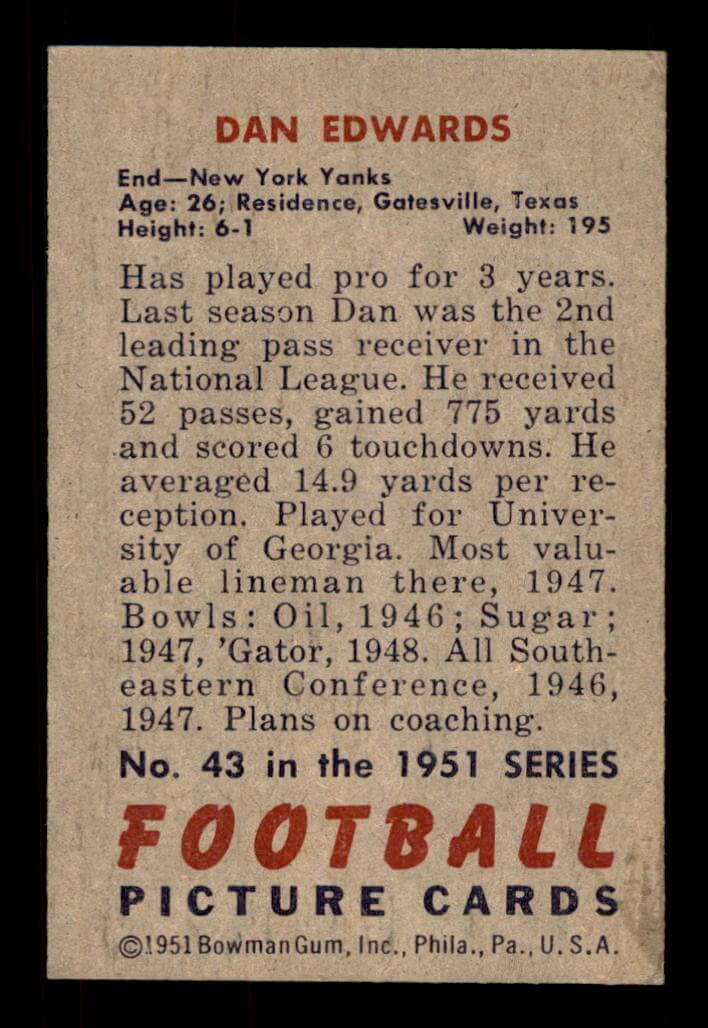 DAN EDWARDS
End—New York Yanks
Age: 26; Residence, Gatesville, Texas
Height: 6-1 Weight: 195
Has played pro for 3 years.
Last season Dan was the 2nd
leading pass receiver in the
National League. He received
52 passes, gained 775 yards
and scored 6 touchdowns. He
averaged 14.9 yards per re-
ception. Played for Univer-
sity of Georgia. Most valu-
able lineman there, 1947.
Bowls: Oil, 1946; Sugar;
1947, 'Gator, 1948. All South-
eastern Conference, 1946,
1947. Plans on coaching.
No. 43 in the 1951 SERIES
FOOTBALL
PICTURE CARDS
©1951 Bowman Gum, Inc., Phila., Pa., U. S. A.